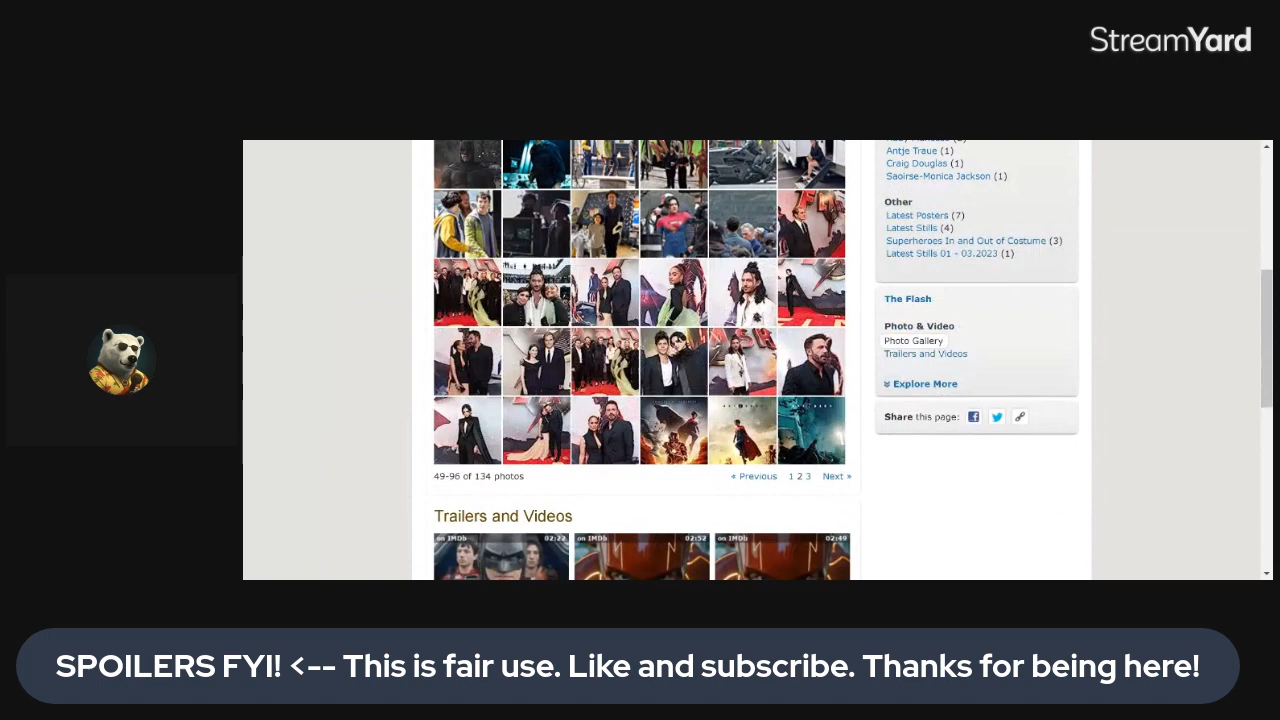 StreamYard
Antje Traue (1)
Craig Douglas (1)
Saoirse-Monica Jackson (1)
Other
Latest Posters (7)
Latest Stills (4)
Superheroes In and Out of Costume (3)
Latest Stills 01 - 03.2023 (1)
The Flash
Photo & Video
Photo Gallery
Trailers and Videos
Explore More
Share this page:
49-96 of 134 photos
« Previous 1 2 3 Next »
Trailers and Videos
on IMDb 02:22
on IMDb 02:52
on IMDb 02:49
SPOILERS FYI! <-- This is fair use. Like and subscribe. Thanks for being here!